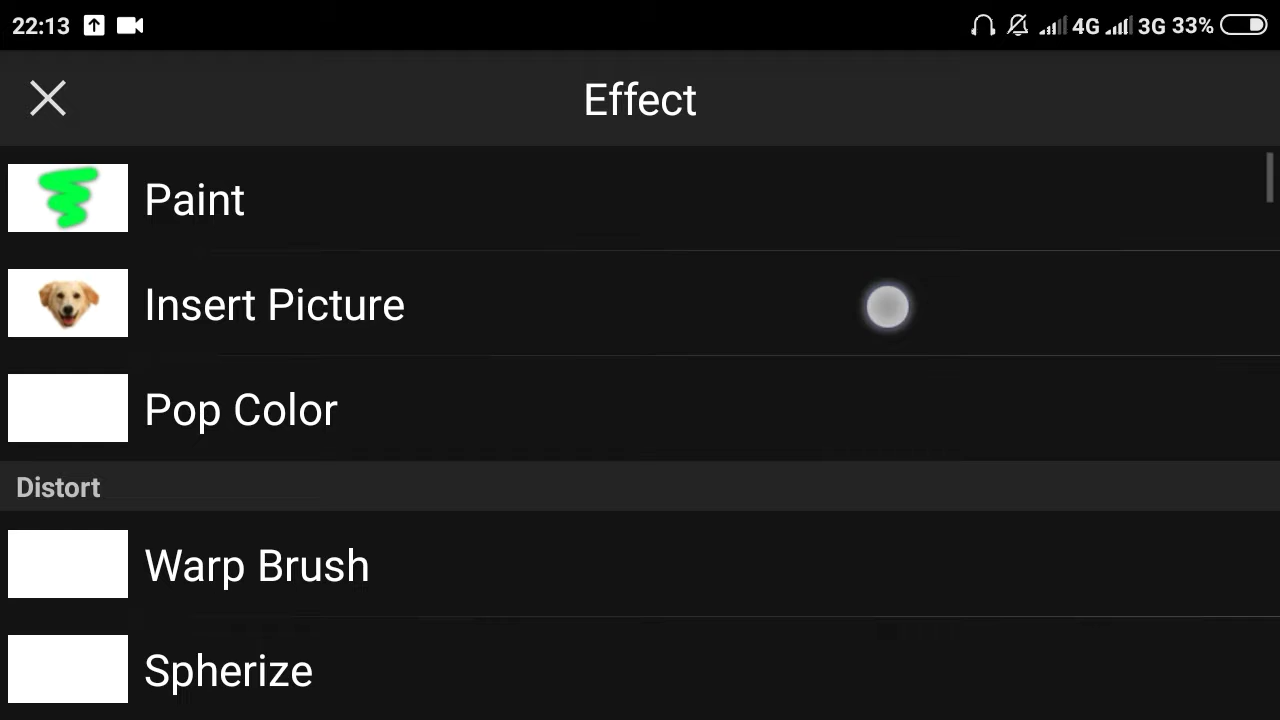 22:13 4G 3G 33%
Effect
Paint
Insert Picture
Pop Color
Distort
Warp Brush
Spherize